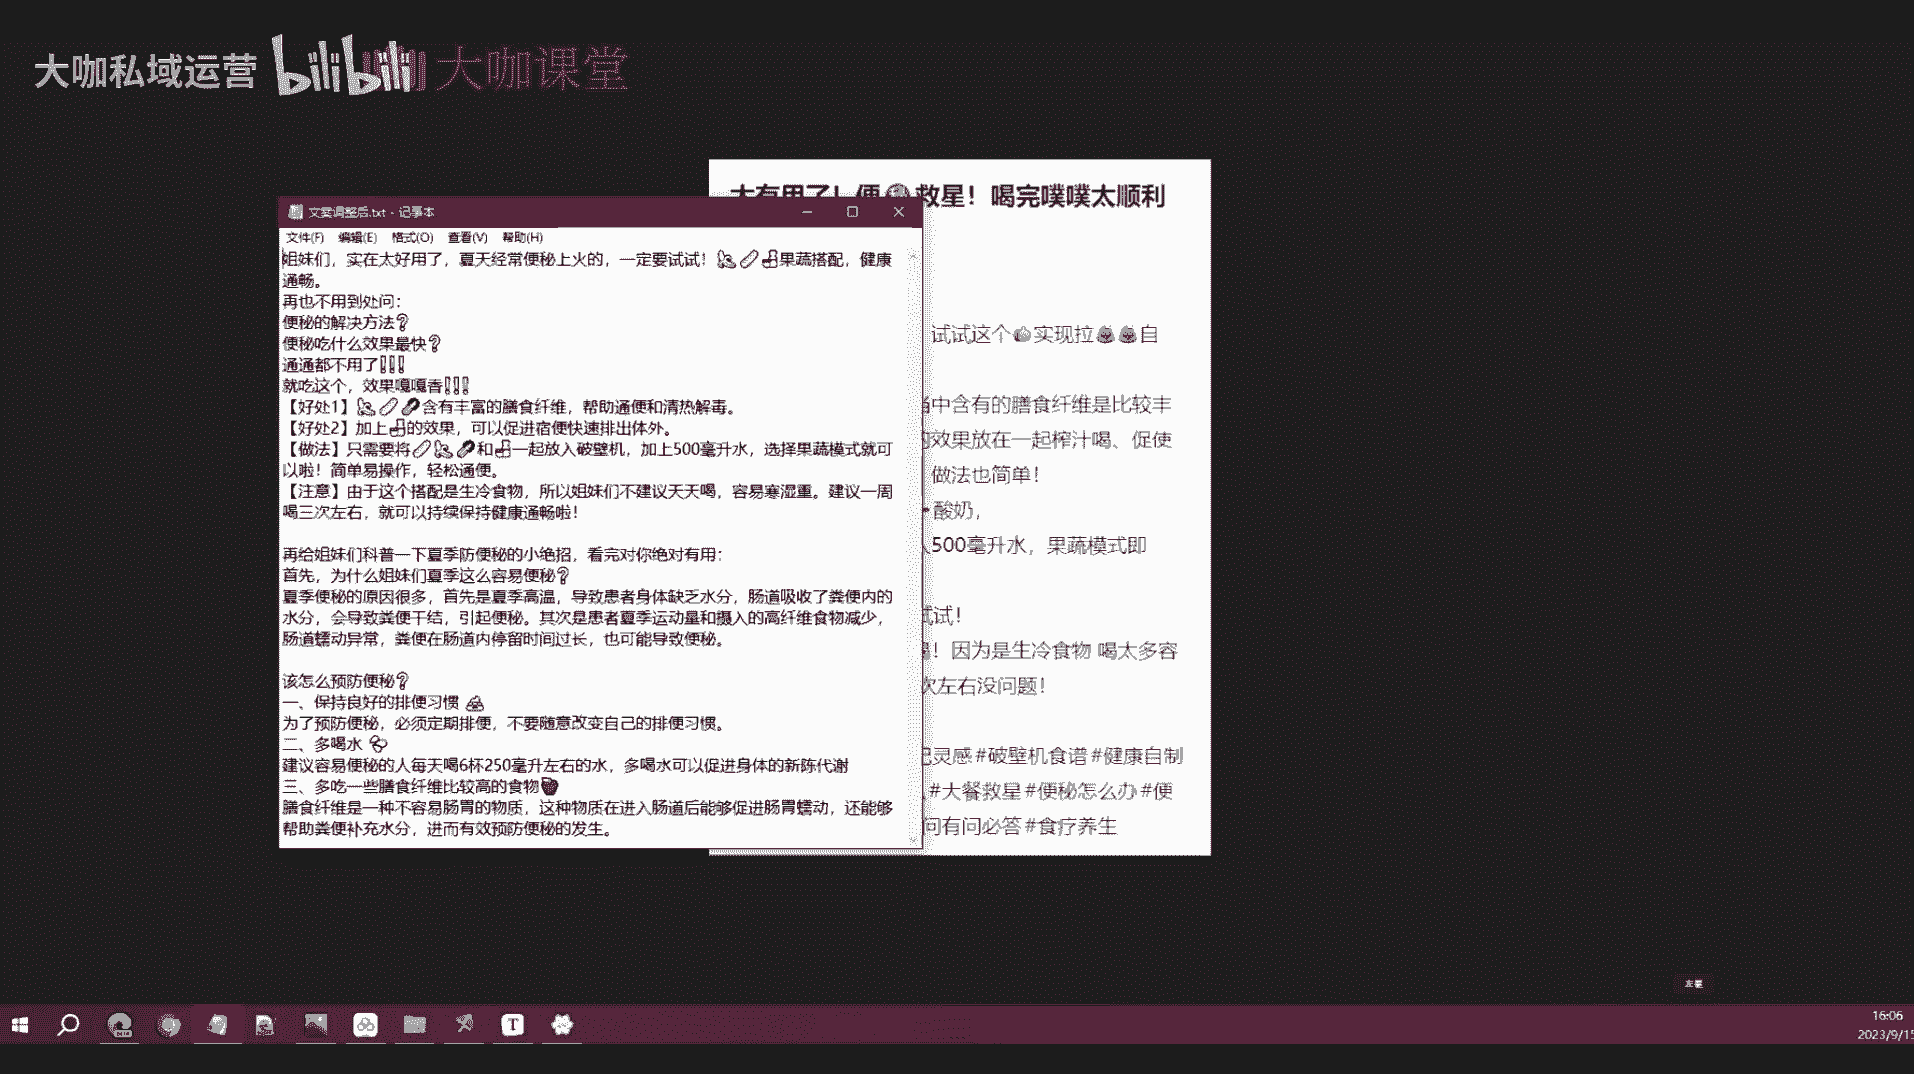 大咖私域运营 bilibili 大咖课堂
救星！喝完噗噗太顺利
文案调整后.txt - 记事本
文件(F) 编辑(E) 格式(O) 查看(V) 帮助(H)
姐妹们，实在太好用了，夏天经常便秘上火的，一定要试试！果蔬搭配，健康
通畅。
再也不用到处问：
便秘的解决方法❓
便秘吃什么效果最快❓
通通都不用了❗❗❗
就吃这个，效果嘎嘎香❗❗❗
【好处1】🥒含有丰富的膳食纤维，帮助通便和清热解毒。
【好处2】加上的效果，可以促进宿便快速排出体外。
【做法】只需要将🥒和一起放入破壁机，加上500毫升水，选择果蔬模式就可
以啦！简单易操作，轻松通便。
【注意】由于这个搭配是生冷食物，所以姐妹们不建议天天喝，容易寒湿重。建议一周
喝三次左右，就可以持续保持健康通畅啦！
再给姐妹们科普一下夏季防便秘的小绝招，看完对你绝对有用：
首先，为什么姐妹们夏季这么容易便秘❓
夏季便秘的原因很多，首先是夏季高温，导致患者身体缺乏水分，肠道吸收了粪便内的
水分，会导致粪便干结，引起便秘。其次是患者夏季运动量和摄入的高纤维食物减少，
肠道蠕动异常，粪便在肠道内停留时间过长，也可能导致便秘。
该怎么预防便秘❓
一、保持良好的排便习惯 💩
为了预防便秘，必须定期排便，不要随意改变自己的排便习惯。
二、多喝水
建议容易便秘的人每天喝6杯250毫升左右的水，多喝水可以促进身体的新陈代谢
三、多吃一些膳食纤维比较高的食物🍇
膳食纤维是一种不容易肠胃的物质，这种物质在进入肠道后能够促进肠胃蠕动，还能够
帮助粪便补充水分，进而有效预防便秘的发生。
试试这个👍实现拉💩💩自
中含有的膳食纤维是比较丰
效果放在一起榨汁喝、促使
做法也简单！
酸奶，
500毫升水，果蔬模式即
试！
！因为是生冷食物 喝太多容
次左右没问题！
灵感#破壁机食谱#健康自制
#大餐救星#便秘怎么办#便
问有问必答#食疗养生
16:06
2023/9/15